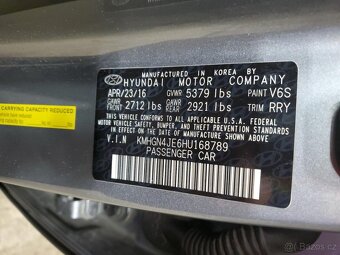 MANUFACTURED IN KOREA BY
HYUNDAI MOTOR COMPANY
APR/23/16 GVWR 5379 lbs PAINT V6S
GAWR FRONT 2712 lbs GAWR REAR 2921 lbs TRIM RRY
THIS VEHICLE CONFORMS TO ALL APPLICABLE
U.S.A. FEDERAL MOTOR VEHICLE SAFETY, BUMPER,
AND THEFT PREVENTION STANDARDS IN EFFECT ON THE
DATE OF MANUFACTURE SHOWN ABOVE.
V.I.N KMHGN4JE6HU168789
PASSENGER CAR
CARRYING CAPACITY REDUCED
bazos.cz